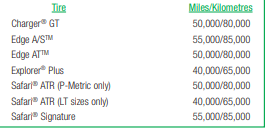 Tire Miles/Kilometres
Charger® GT 50,000/80,000
Edge A/S™ 55,000/85,000
Edge AT™ 50,000/80,000
Explorer® Plus 40,000/65,000
Safari® ATR (P-Metric only) 50,000/80,000
Safari® ATR (LT sizes only) 40,000/65,000
Safari® Signature 55,000/85,000